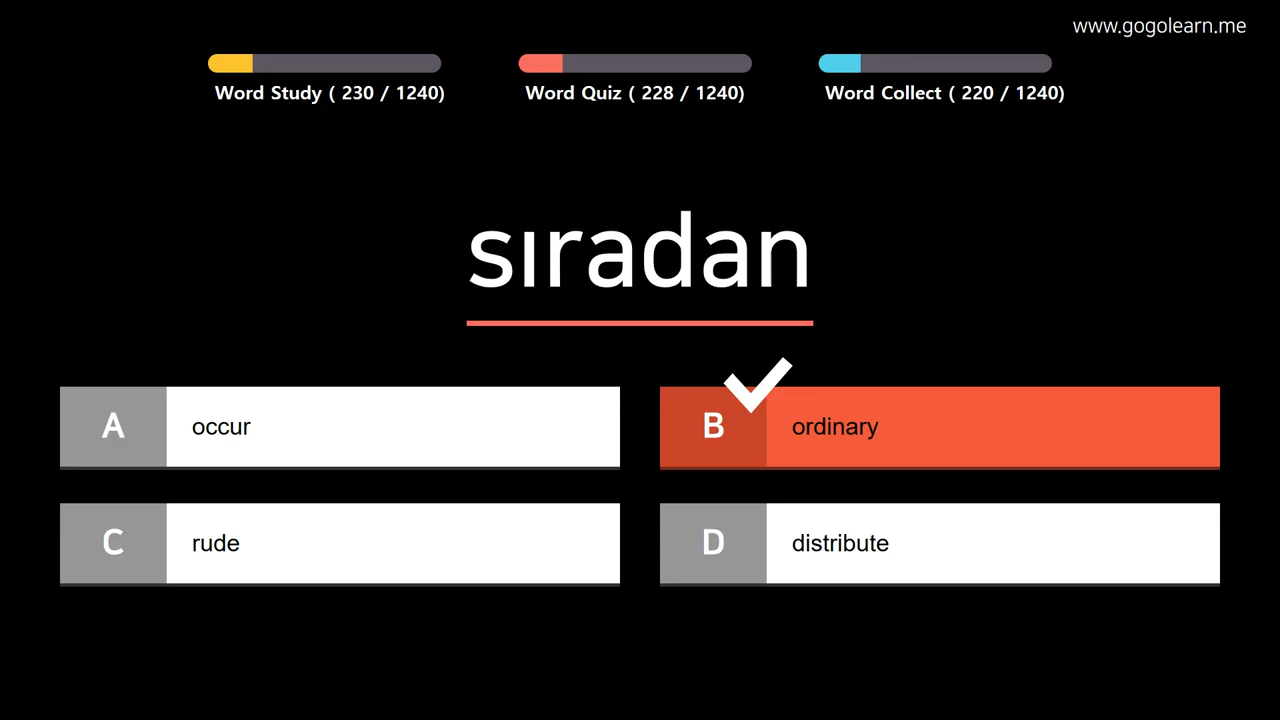 www.gogolearn.me
Word Study ( 230 / 1240)
Word Quiz ( 228 / 1240)
Word Collect ( 220 / 1240)
sıradan
A
occur
B
ordinary
C
rude
D
distribute